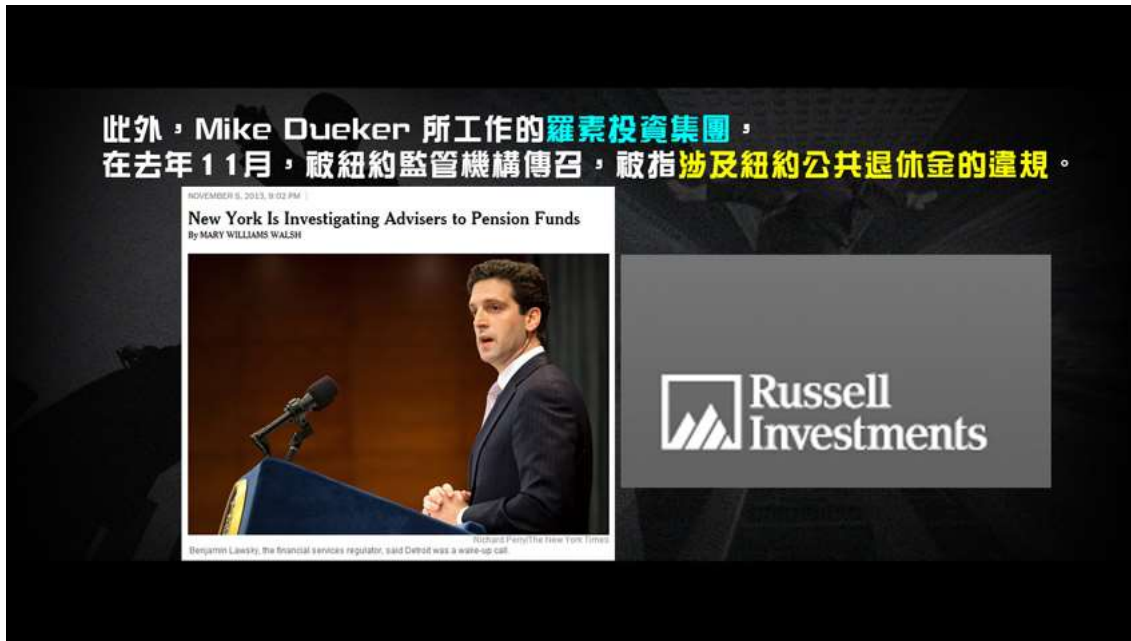 此外，Mike Dueker 所工作的羅素投資集團，
在去年11月，被紐約監管機構傳召，被指涉及紐約公共退休金的違規。
NOVEMBER 5, 2013, 9:02 PM
New York Is Investigating Advisers to Pension Funds
By MARY WILLIAMS WALSH
Richard Perry/The New York Times
Benjamin Lawsky, the financial services regulator, said Detroit was a wake-up call.
Russell
Investments